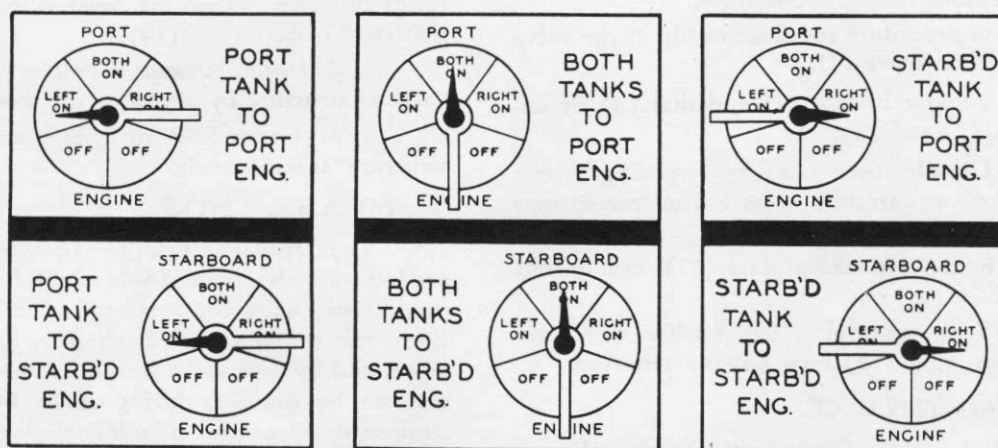 PORT
BOTH
ON
LEFT
ON
RIGHT
ON
OFF
OFF
ENGINE
PORT
TANK
TO
PORT
ENG.
PORT
BOTH
ON
LEFT
ON
RIGHT
ON
OFF
OFF
ENGINE
BOTH
TANKS
TO
PORT
ENG.
PORT
BOTH
ON
LEFT
ON
RIGHT
ON
OFF
OFF
ENGINE
STARB'D
TANK
TO
PORT
ENG.
PORT
TANK
TO
STARB'D
ENG.
STARBOARD
BOTH
ON
LEFT
ON
RIGHT
ON
OFF
OFF
ENGINE
BOTH
TANKS
TO
STARB'D
ENG.
STARBOARD
BOTH
ON
LEFT
ON
RIGHT
ON
OFF
OFF
ENGINE
STARB'D
TANK
TO
STARB'D
ENG.
STARBOARD
BOTH
ON
LEFT
ON
RIGHT
ON
OFF
OFF
ENGINE